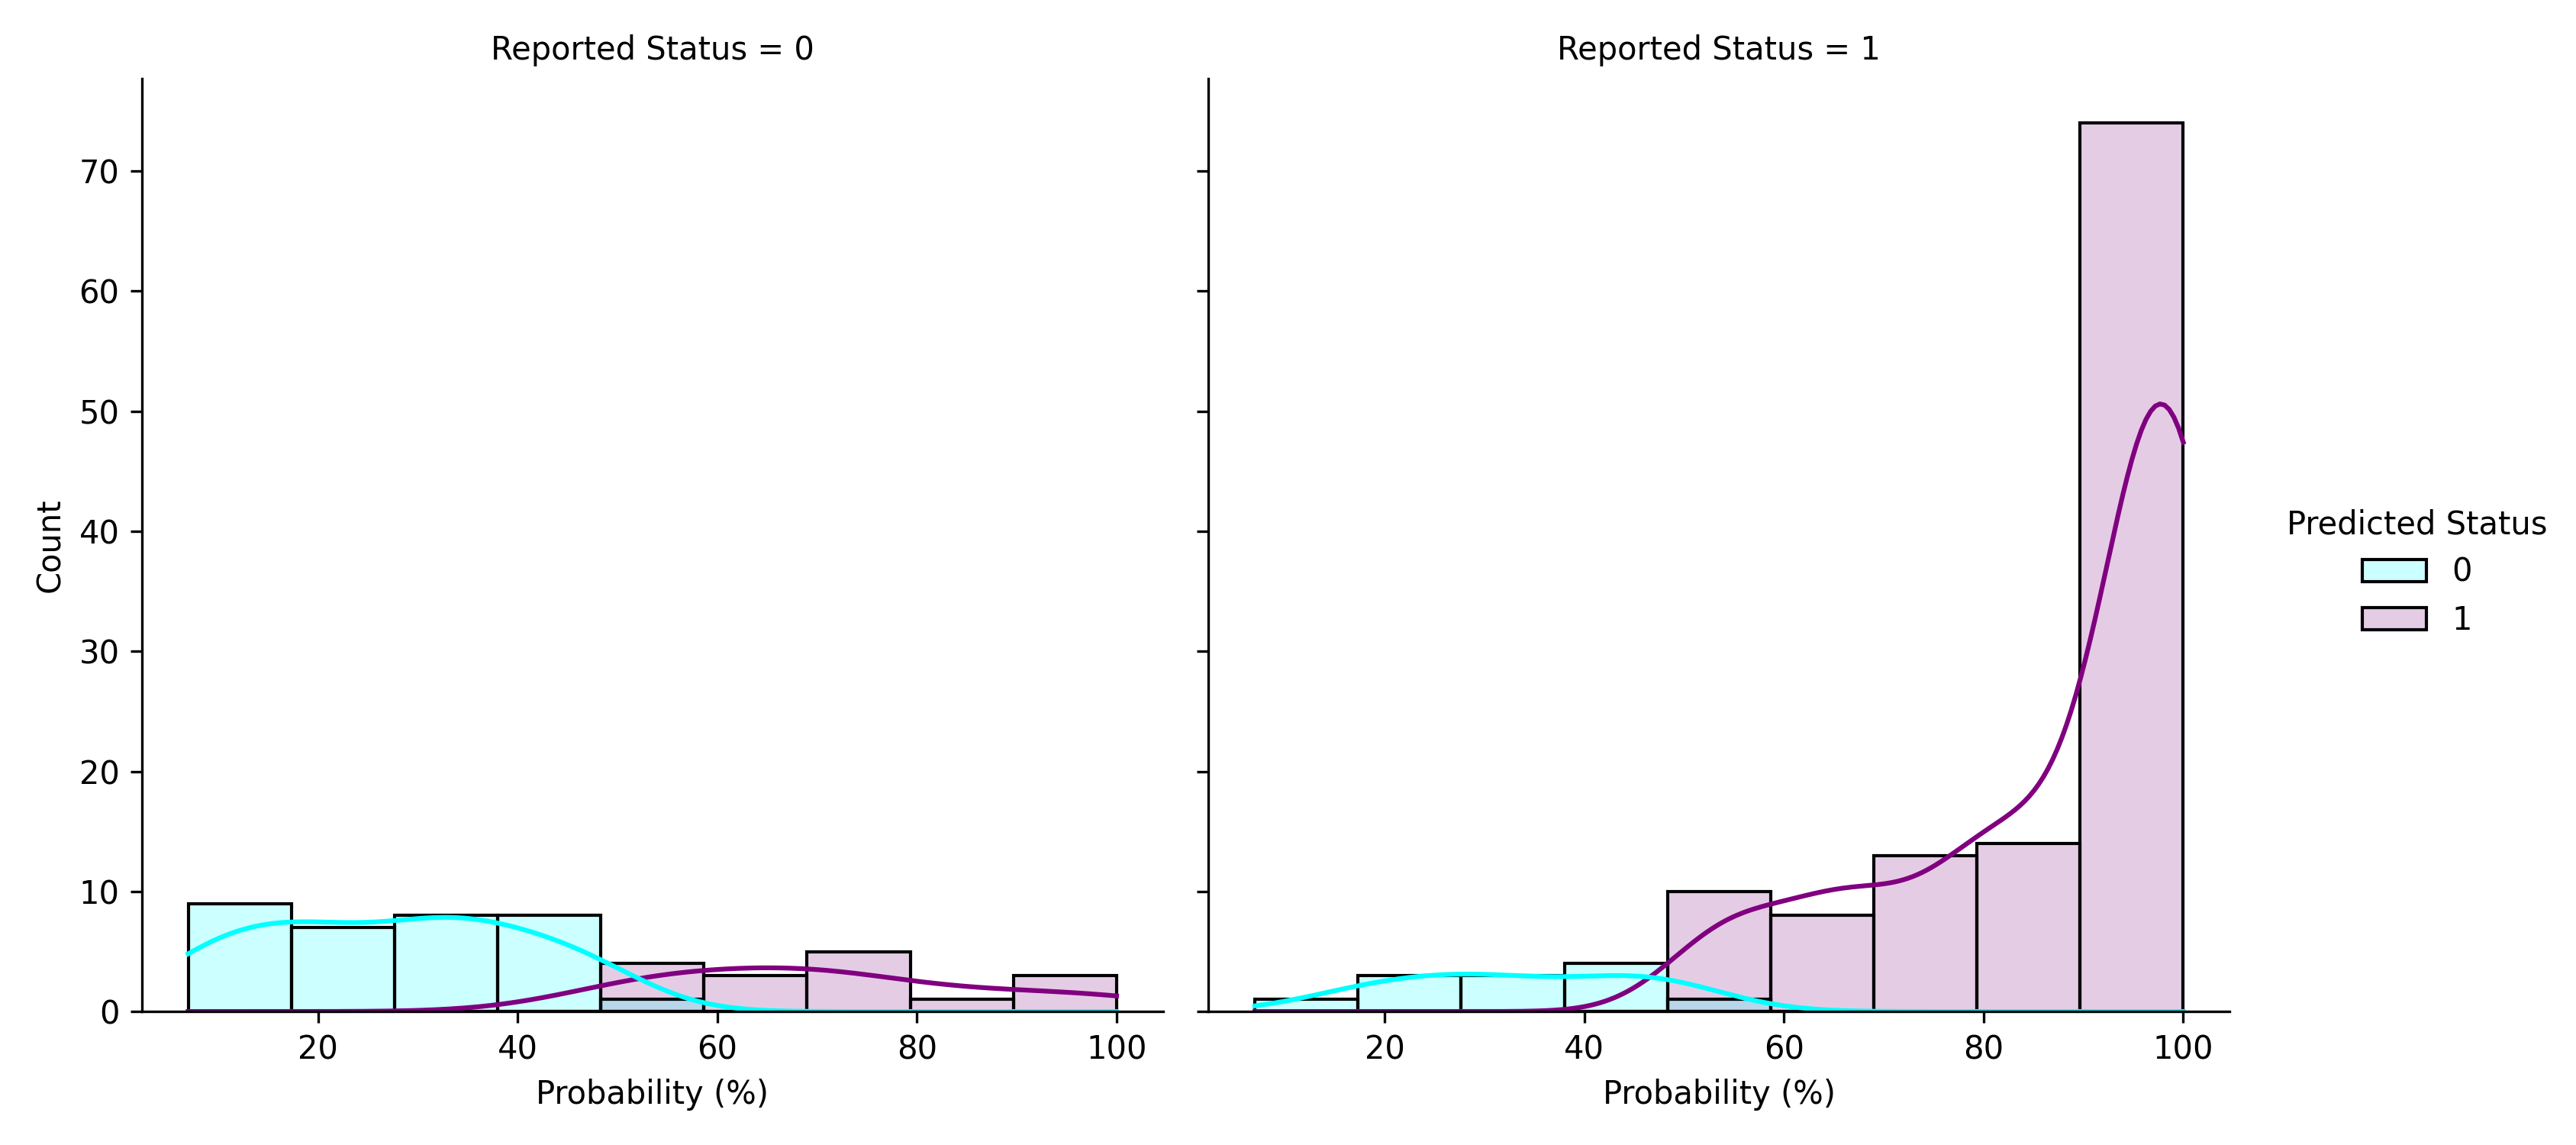 Reported Status = 0
Reported Status = 1
Count
70
60
50
40
30
20
10
0
20 40 60 80 100
20 40 60 80 100
Probability (%)
Probability (%)
Predicted Status
0
1